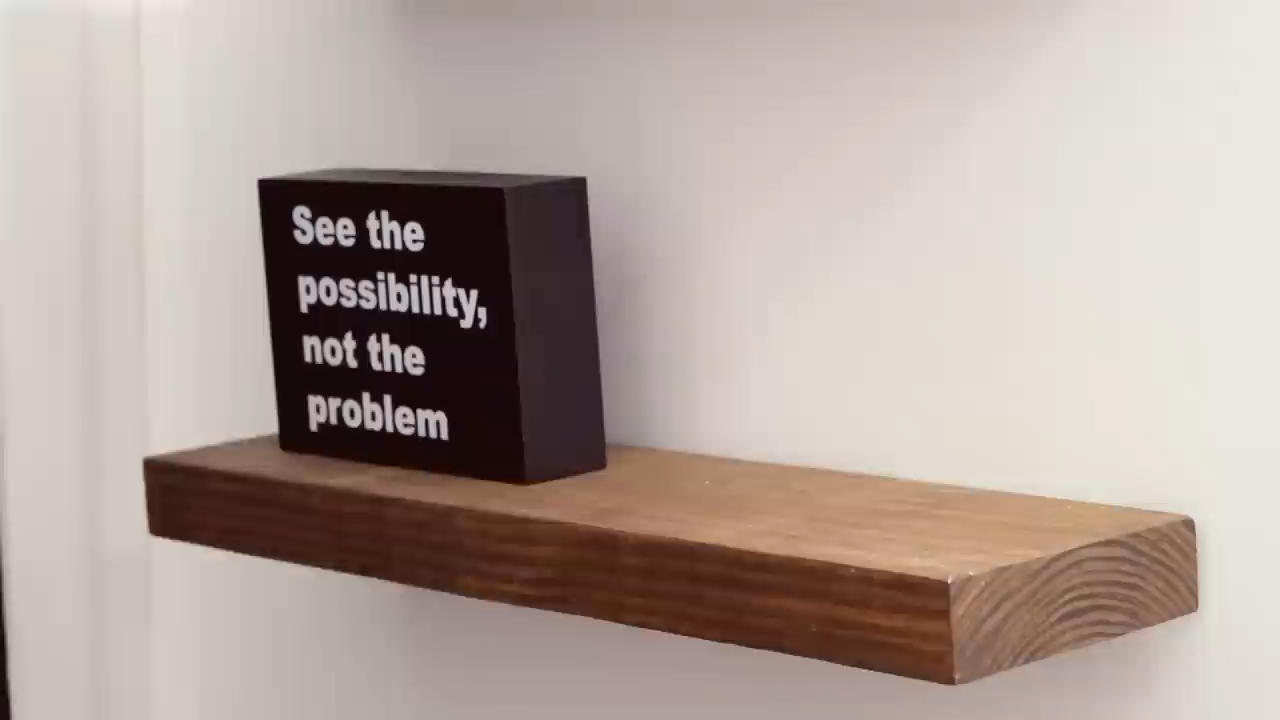 See the
possibility,
not the
problem